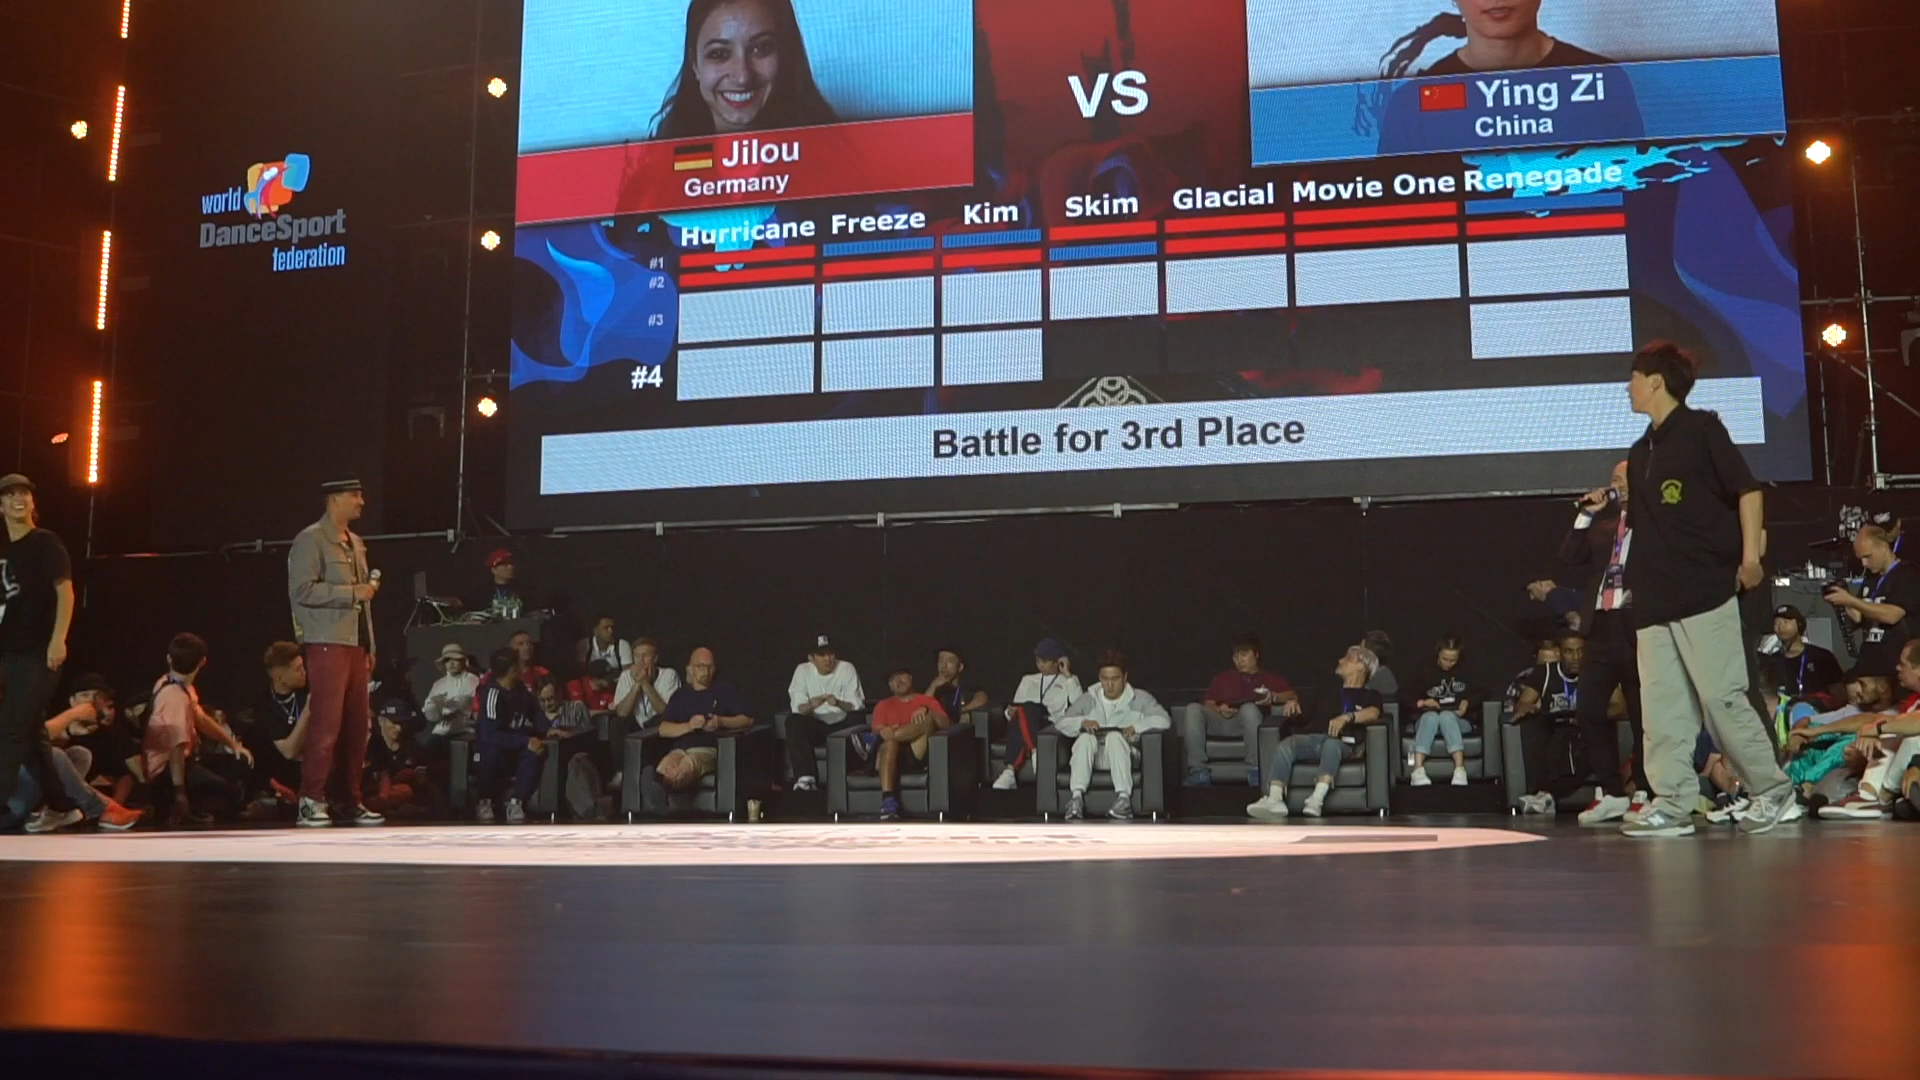 VS
Ying Zi
China
Jilou
Germany
Hurricane Freeze Kim Skim Glacial Movie One Renegade
#1
#2
#3
#4
Battle for 3rd Place
world
DanceSport
federation